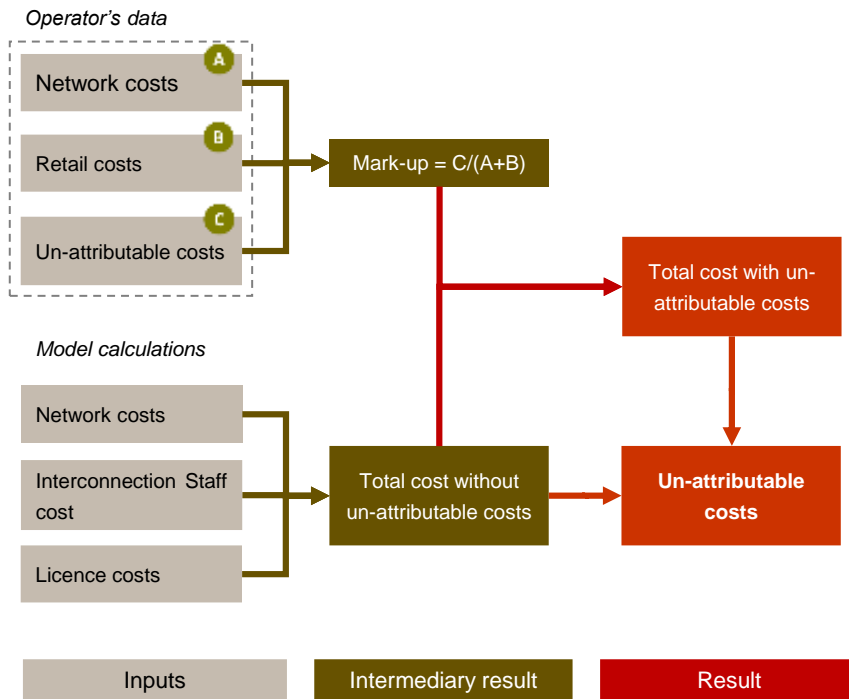 Operator’s data
A
Network costs
B
Retail costs
Mark-up = C/(A+B)
C
Un-attributable costs
Total cost with un-
attributable costs
Model calculations
Network costs
Interconnection Staff
cost
Total cost without
un-attributable costs
Un-attributable
costs
Licence costs
Inputs
Intermediary result
Result